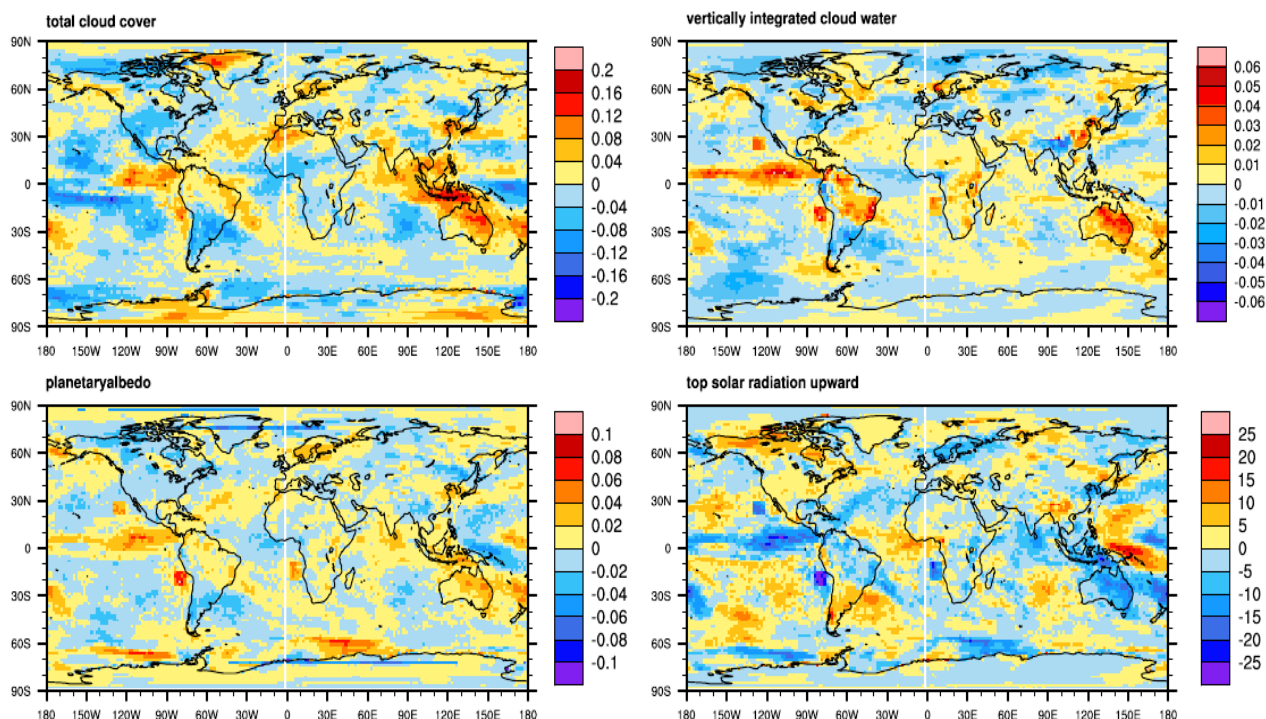 total cloud cover
90N
60N
30N
0
30S
60S
90S
180 150W 120W 90W 60W 30W 0 30E 60E 90E 120E 150E 180
0.2
0.16
0.12
0.08
0.04
0
-0.04
-0.08
-0.12
-0.16
-0.2
vertically integrated cloud water
90N
60N
30N
0
30S
60S
90S
180 150W 120W 90W 60W 30W 0 30E 60E 90E 120E 150E 180
0.06
0.05
0.04
0.03
0.02
0.01
0
-0.01
-0.02
-0.03
-0.04
-0.05
-0.06
planetaryalbedo
90N
60N
30N
0
30S
60S
90S
180 150W 120W 90W 60W 30W 0 30E 60E 90E 120E 150E 180
0.1
0.08
0.06
0.04
0.02
0
-0.02
-0.04
-0.06
-0.08
-0.1
top solar radiation upward
90N
60N
30N
0
30S
60S
90S
180 150W 120W 90W 60W 30W 0 30E 60E 90E 120E 150E 180
25
20
15
10
5
0
-5
-10
-15
-20
-25